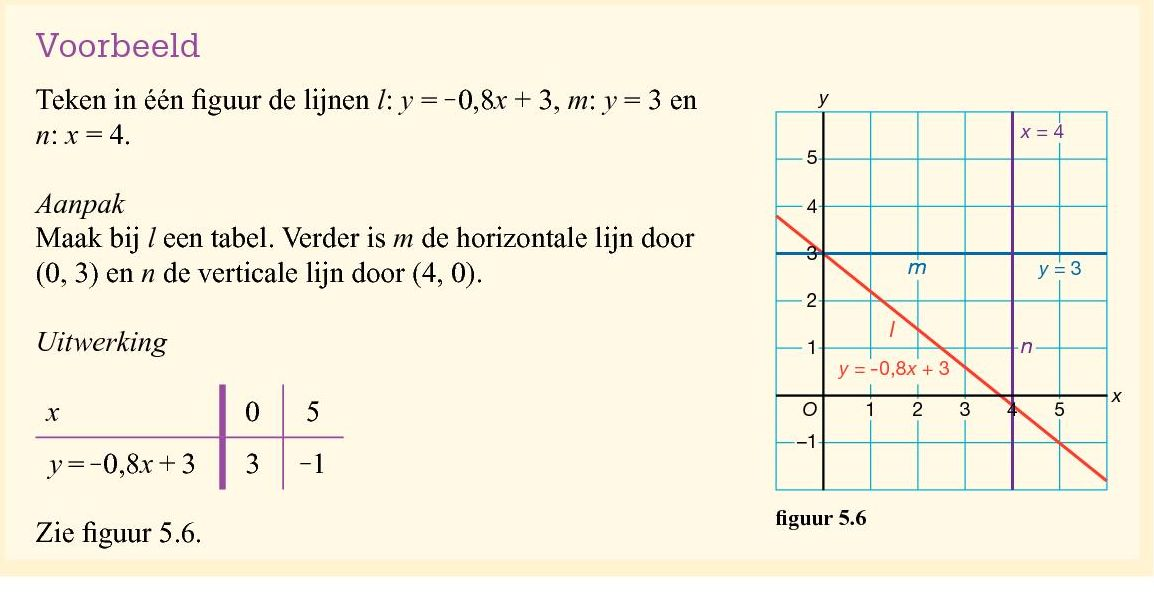 Voorbeeld
Teken in één figuur de lijnen l: y = -0,8x + 3, m: y = 3 en
n: x = 4.
Aanpak
Maak bij l een tabel. Verder is m de horizontale lijn door
(0, 3) en n de verticale lijn door (4, 0).
Uitwerking
x 0 5
y = -0,8x + 3 3 -1
Zie figuur 5.6.
y
x = 4
5
4
3
m y = 3
2
l
1 n
y = -0,8x + 3
x
O 1 2 3 4 5
-1
figuur 5.6